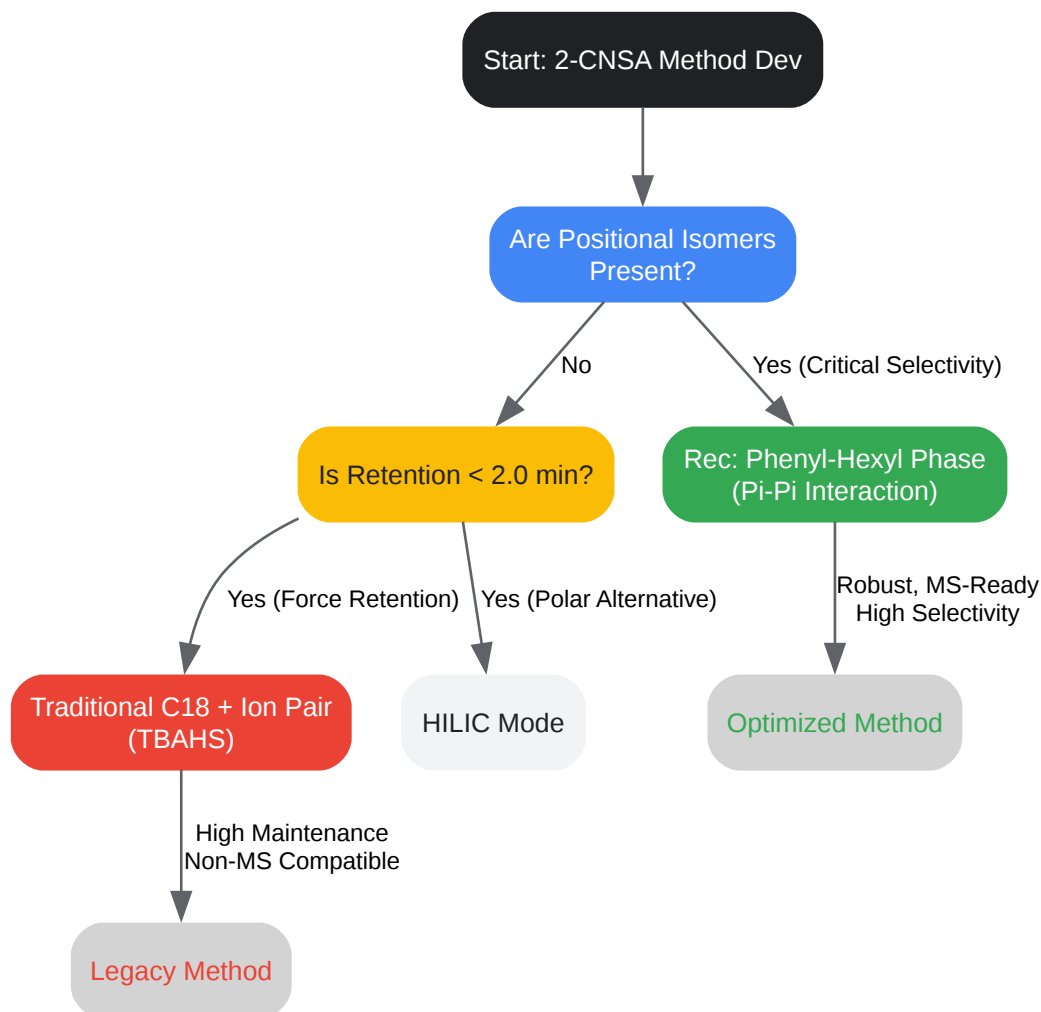 Start: 2-CNSA Method Dev
Are Positional Isomers
Present?
No
Yes (Critical Selectivity)
Is Retention < 2.0 min?
Rec: Phenyl-Hexyl Phase
(Pi-Pi Interaction)
Yes (Force Retention)
Yes (Polar Alternative)
Robust, MS-Ready
High Selectivity
Traditional C18 + Ion Pair
(TBAHS)
HILIC Mode
Optimized Method
High Maintenance
Non-MS Compatible
Legacy Method